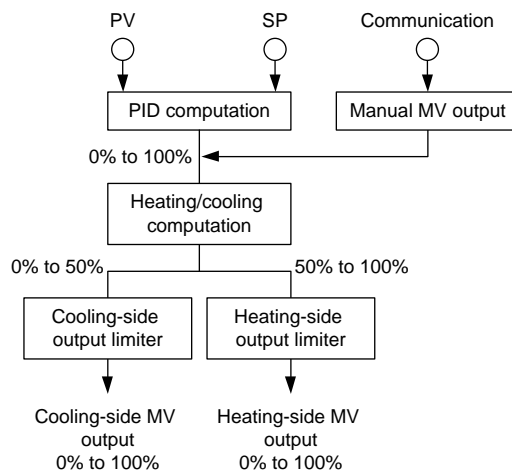 PV
SP
Communication
PID computation
Manual MV output
0% to 100%
Heating/cooling
computation
0% to 50%
50% to 100%
Cooling-side
output limiter
Heating-side
output limiter
Cooling-side MV
output
0% to 100%
Heating-side MV
output
0% to 100%